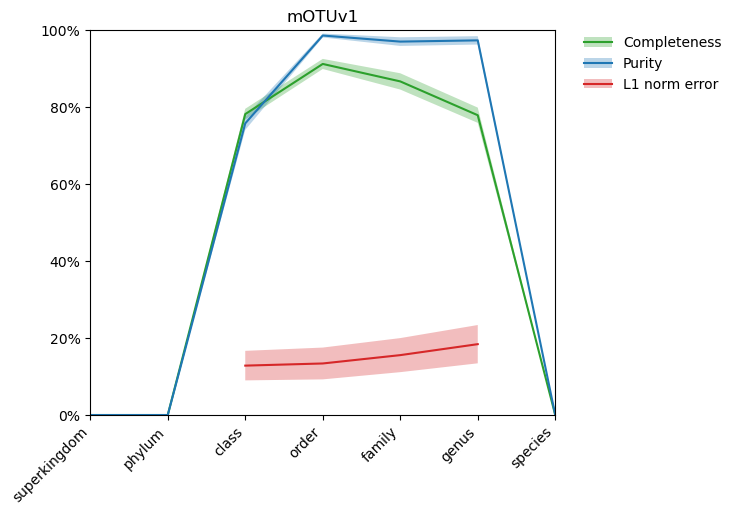 mOTUv1
100%
80%
60%
40%
20%
0%
superkingdom
phylum
class
order
family
genus
species
Completeness
Purity
L1 norm error